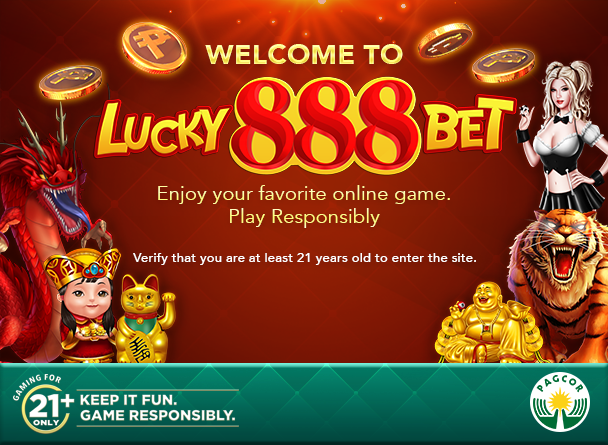 WELCOME TO
LUCKY 888 BET
Enjoy your favorite online game.
Play Responsibly
Verify that you are at least 21 years old to enter the site.
GAMING FOR
21+
ONLY
KEEP IT FUN.
GAME RESPONSIBLY.
PAGCOR